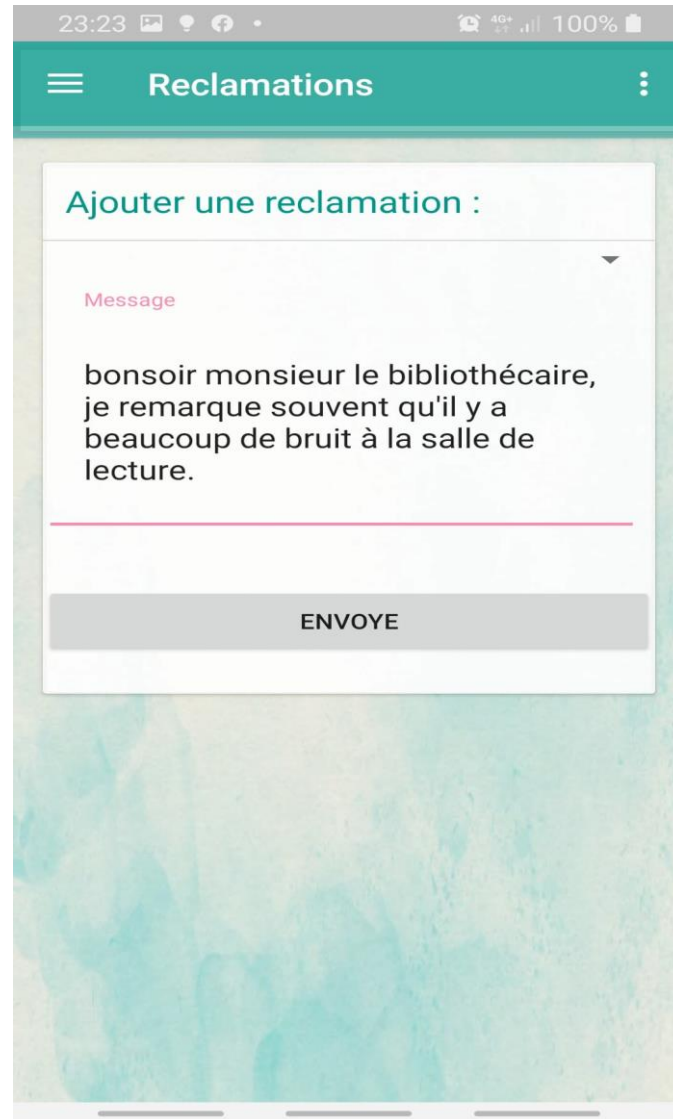 23:23 4G+ 100%
Reclamations
Ajouter une reclamation :
Message
bonsoir monsieur le bibliothécaire,
je remarque souvent qu'il y a
beaucoup de bruit à la salle de
lecture.
ENVOYE